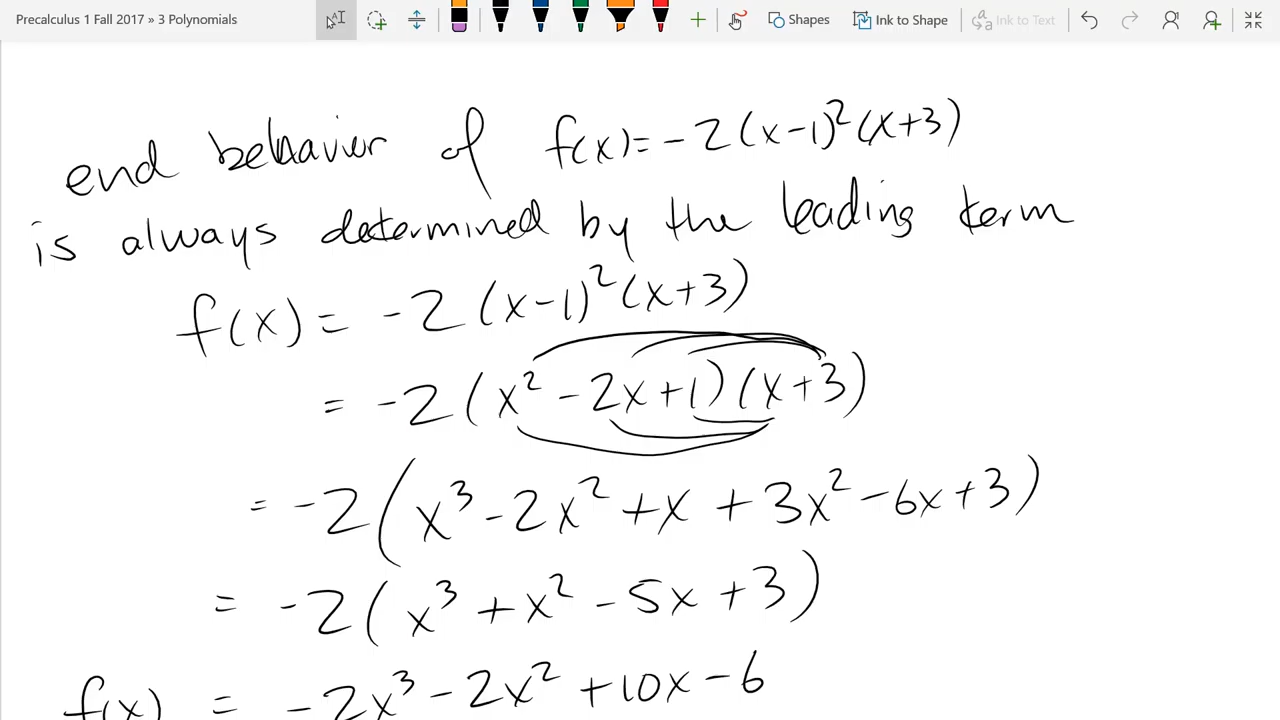 Precalculus 1 Fall 2017 » 3 Polynomials
Shapes
Ink to Shape
Ink to Text
end behavior of f(x) = -2(x-1)²(x+3)
is always determined by the leading term
f(x) = -2(x-1)²(x+3)
= -2(x² - 2x + 1)(x+3)
= -2(x³ - 2x² + x + 3x² - 6x + 3)
= -2(x³ + x² - 5x + 3)
f(x) = -2x³ - 2x² + 10x - 6